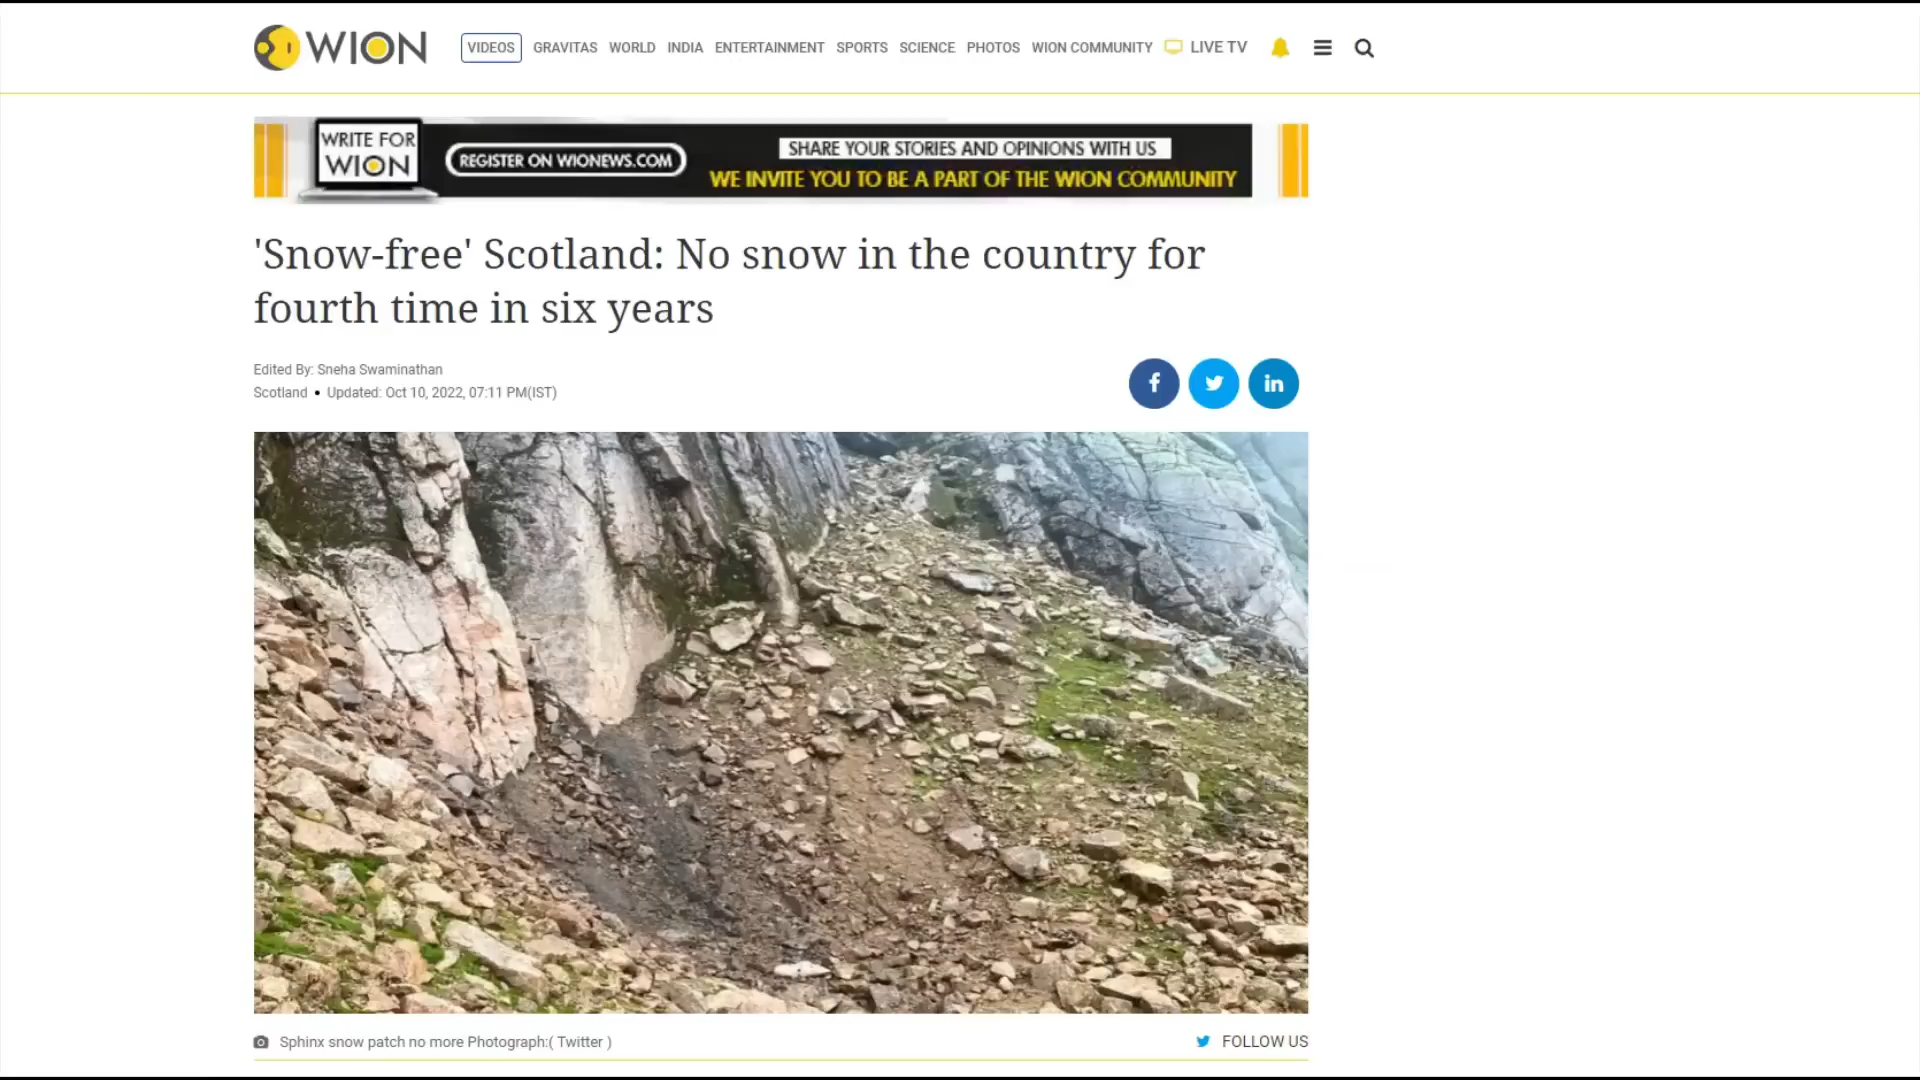 WION
VIDEOS GRAVITAS WORLD INDIA ENTERTAINMENT SPORTS SCIENCE PHOTOS WION COMMUNITY LIVE TV
WRITE FOR
WION
REGISTER ON WIONEWS.COM
SHARE YOUR STORIES AND OPINIONS WITH US
WE INVITE YOU TO BE A PART OF THE WION COMMUNITY
'Snow-free' Scotland: No snow in the country for
fourth time in six years
Edited By: Sneha Swaminathan
Scotland • Updated: Oct 10, 2022, 07:11 PM(IST)
f
in
Sphinx snow patch no more Photograph:( Twitter )
FOLLOW US